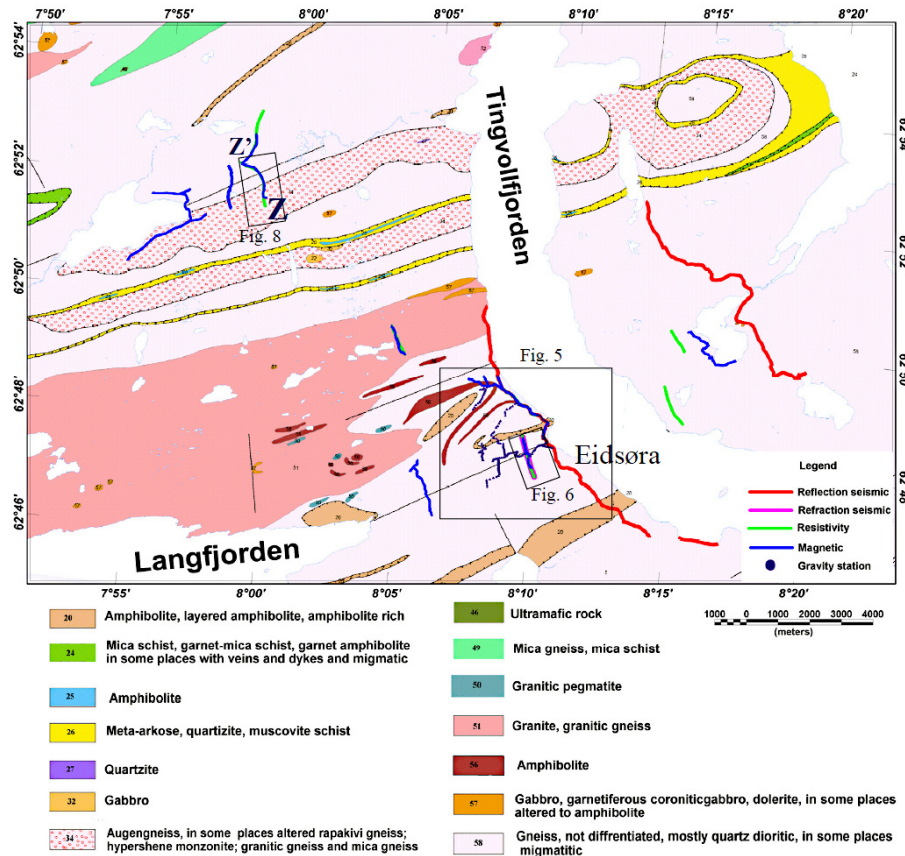 7°50' 7°55' 8°00' 8°05' 8°10' 8°15' 8°20'
62°54'
62°52'
62°50'
62°48'
62°46'
Tingvollfjorden
Z'
Z
Fig. 8
Fig. 5
Eidsøra
Fig. 6
Langfjorden
Legend
Reflection seismic
Refraction seismic
Resistivity
Magnetic
Gravity station
7°55' 8°00' 8°05' 8°10' 8°15' 8°20'
1000 0 1000 2000 3000 4000
(meters)
20 Amphibolite, layered amphibolite, amphibolite rich
24 Mica schist, garnet-mica schist, garnet amphibolite
in some places with veins and dykes and migmatic
25 Amphibolite
26 Meta-arkose, quartizite, muscovite schist
27 Quartzite
32 Gabbro
34 Augengneiss, in some places altered rapakivi gneiss;
hypershene monzonite; granitic gneiss and mica gneiss
46 Ultramafic rock
49 Mica gneiss, mica schist
50 Granitic pegmatite
51 Granite, granitic gneiss
56 Amphibolite
57 Gabbro, garnetiferous coroniticgabbro, dolerite, in some places
altered to amphibolite
58 Gneiss, not diffrentiated, mostly quartz dioritic, in some places
migmatitic